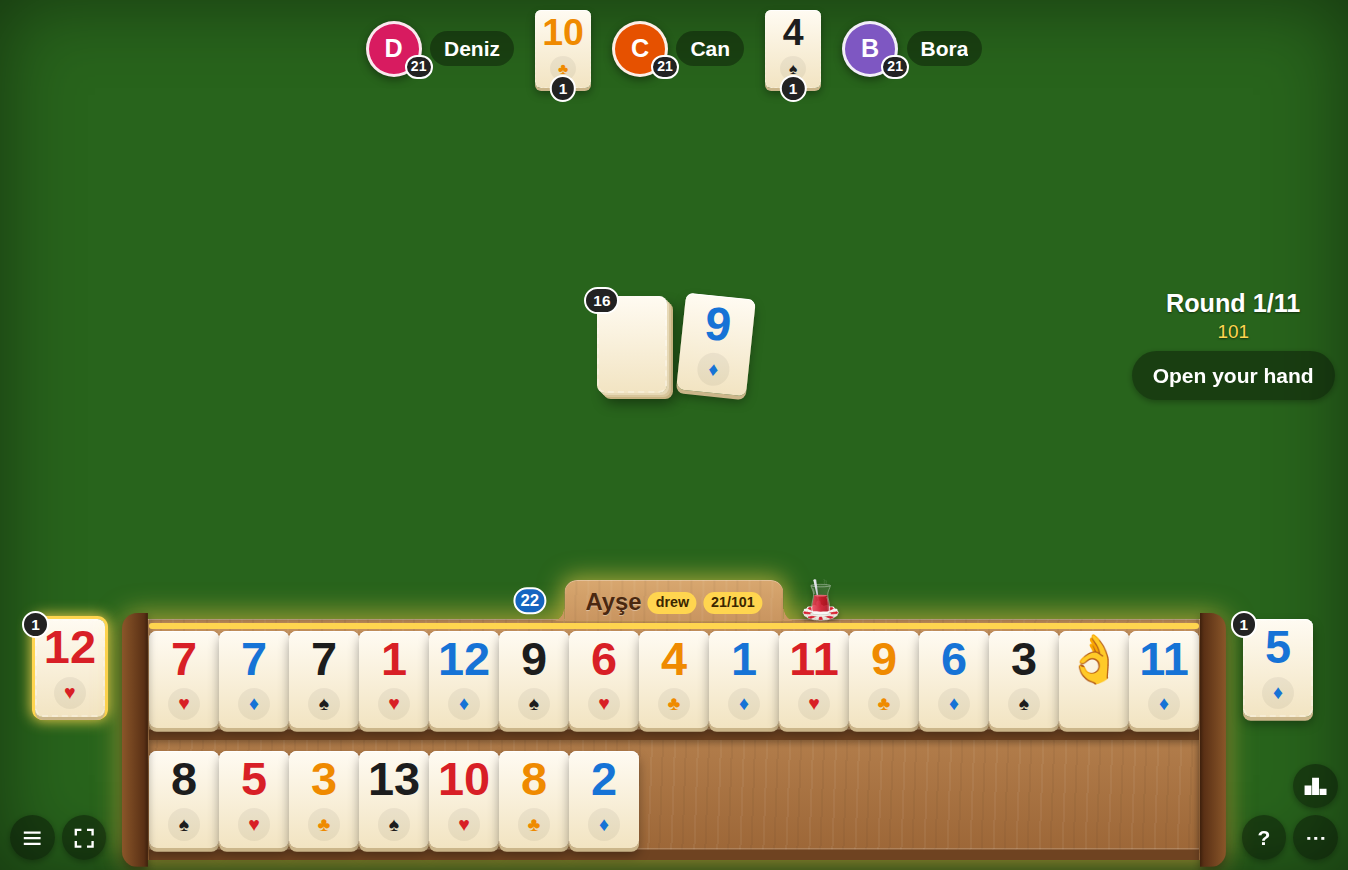 D 21 Deniz 10 ♣ 1 C 21 Can 4 ♠ 1 B 21 Bora
16 9 ♦
Round 1/11
101
Open your hand
22 Ayşe drew 21/101
1 12 ♥
7 ♥ 7 ♦ 7 ♠ 1 ♥ 12 ♦ 9 ♠ 6 ♥ 4 ♣ 1 ♦ 11 ♥ 9 ♣ 6 ♦ 3 ♠ 👌 11 ♦
1 5 ♦
8 ♠ 5 ♥ 3 ♣ 13 ♠ 10 ♥ 8 ♣ 2 ♦
?